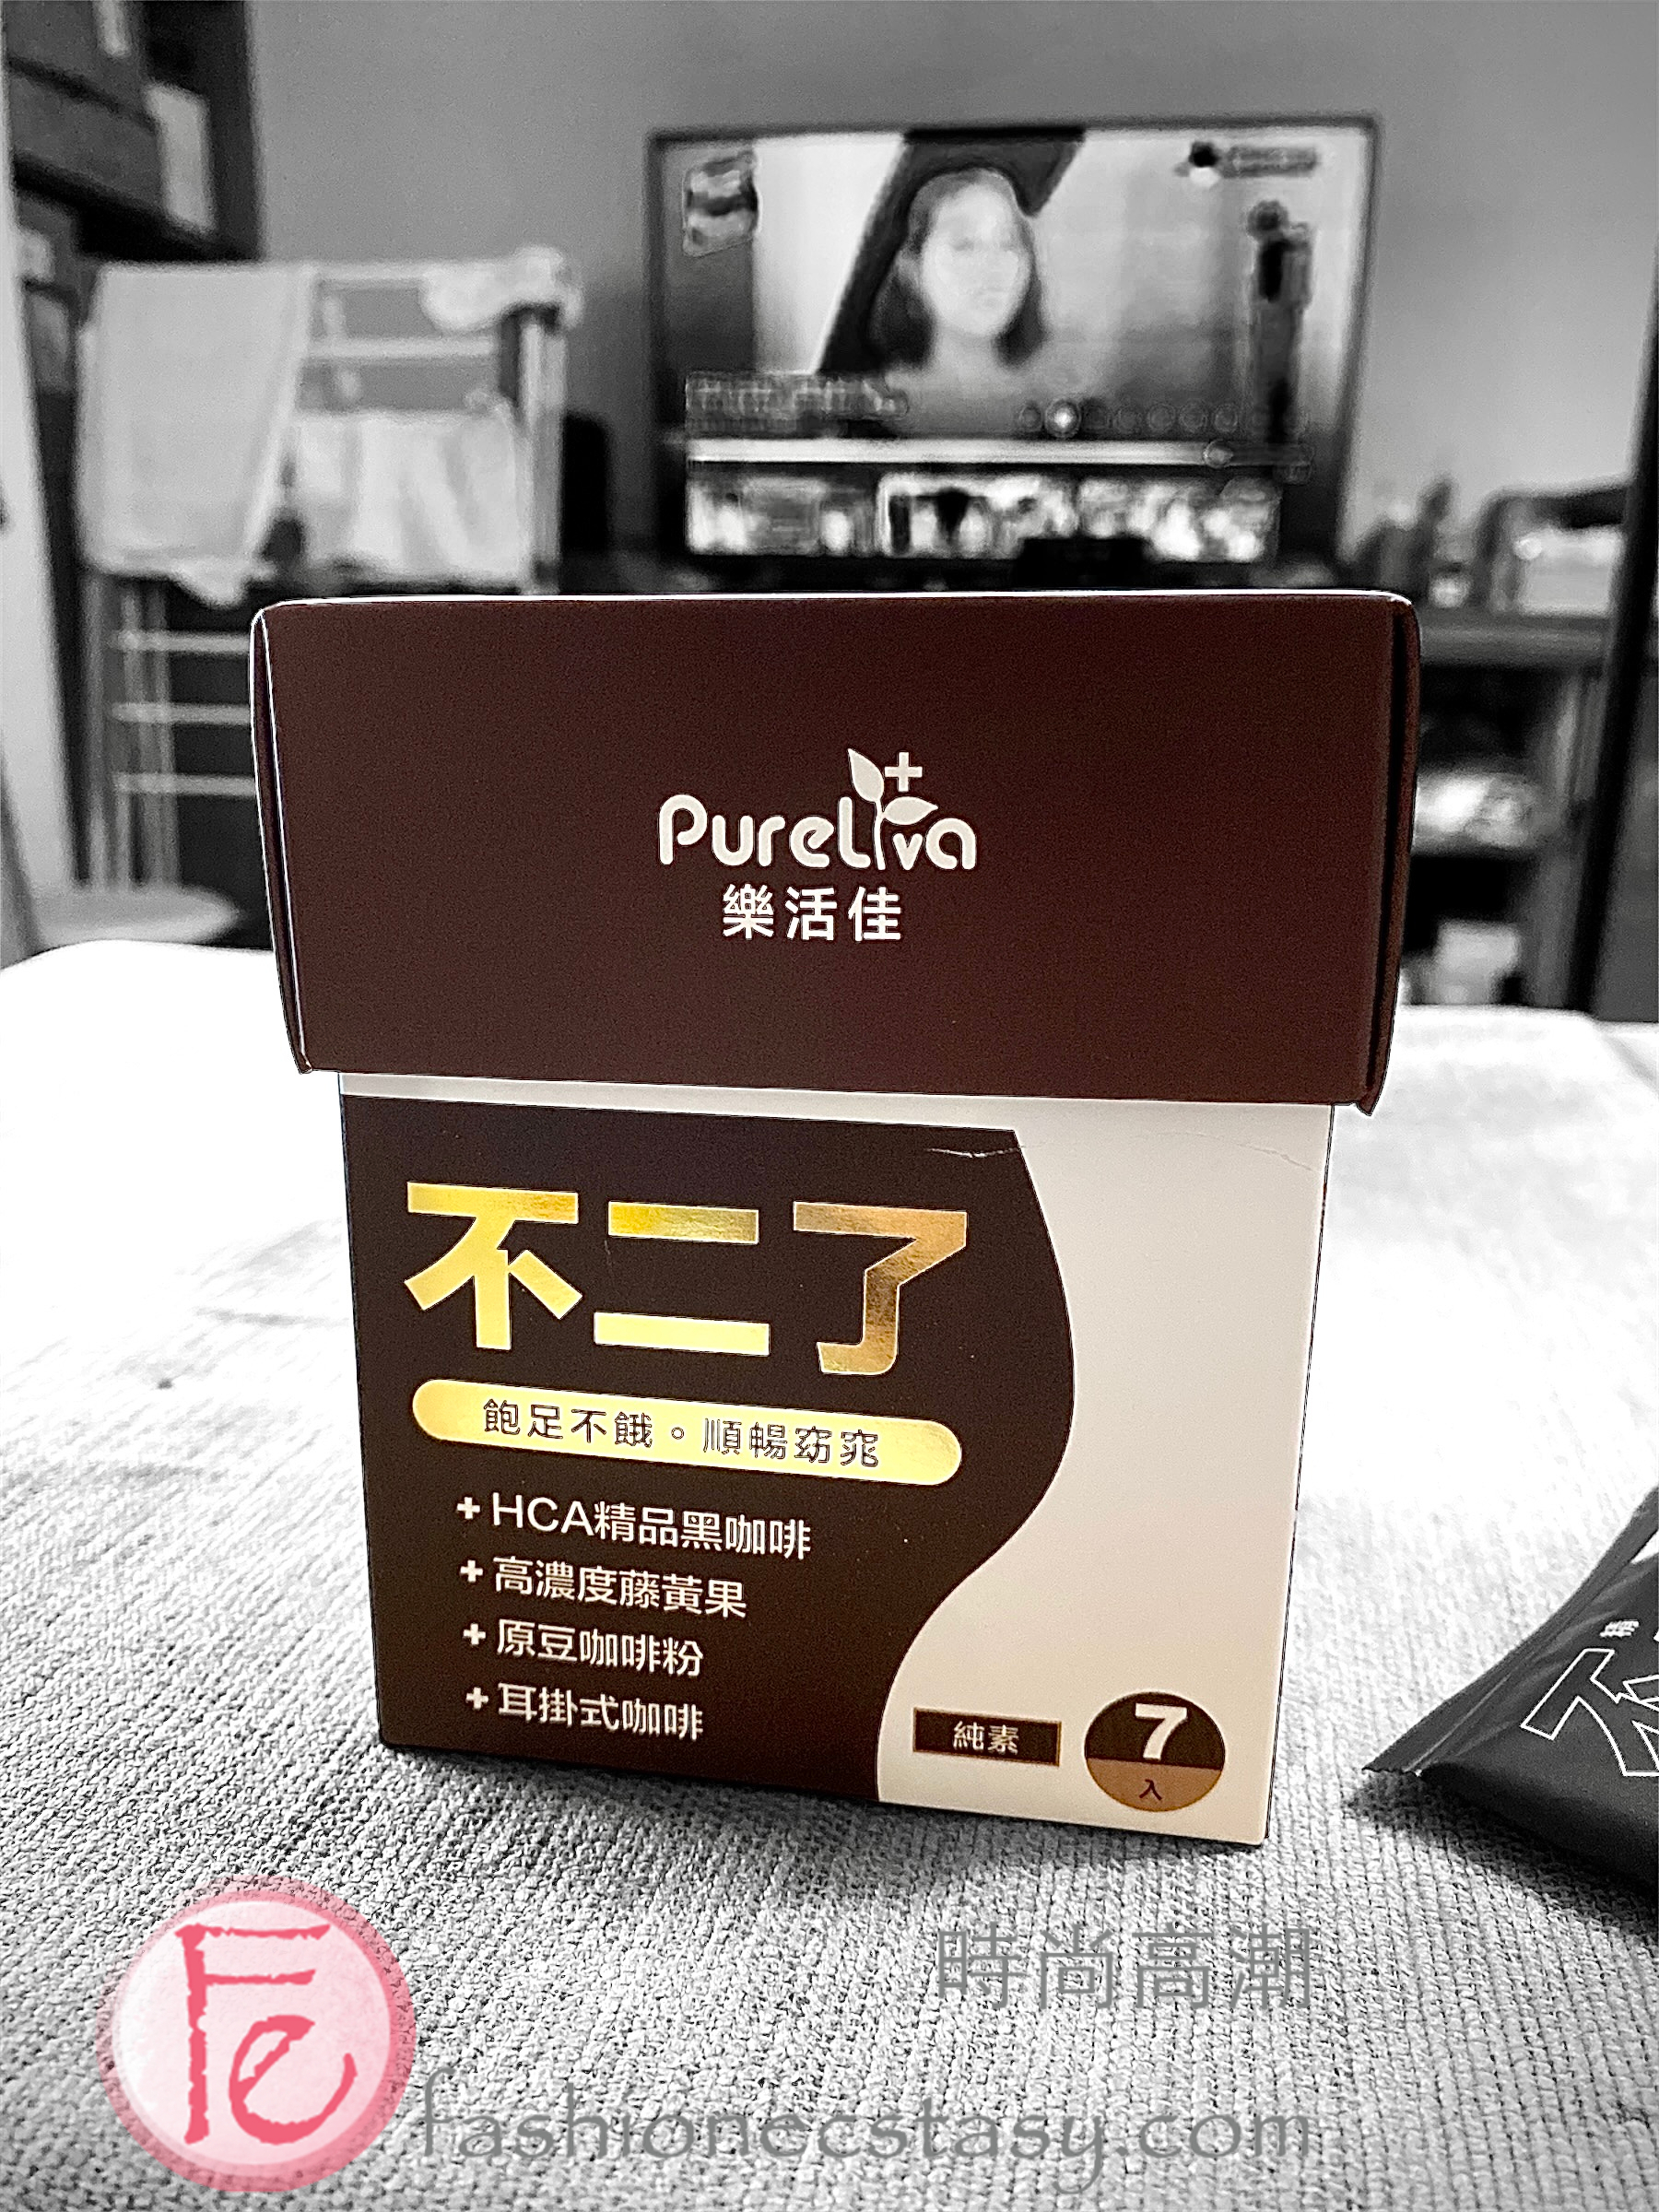 PureLiva
樂活佳
不二了
飽足不餓。順暢窈窕
+ HCA精品黑咖啡
+ 高濃度藤黃果
+ 原豆咖啡粉
+ 耳掛式咖啡
純素
7
入
時尚高潮
Fe
fashionecstasy.com